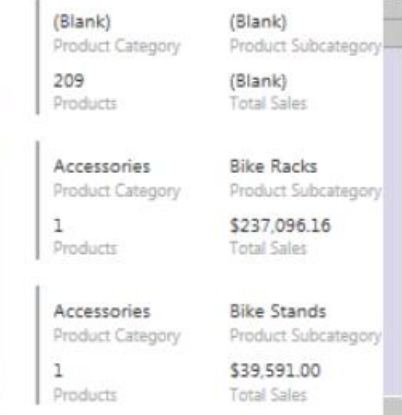 (Blank) (Blank)
Product Category Product Subcategory
209 (Blank)
Products Total Sales
Accessories Bike Racks
Product Category Product Subcategory
1 $237,096.16
Products Total Sales
Accessories Bike Stands
Product Category Product Subcategory
1 $39,591.00
Products Total Sales